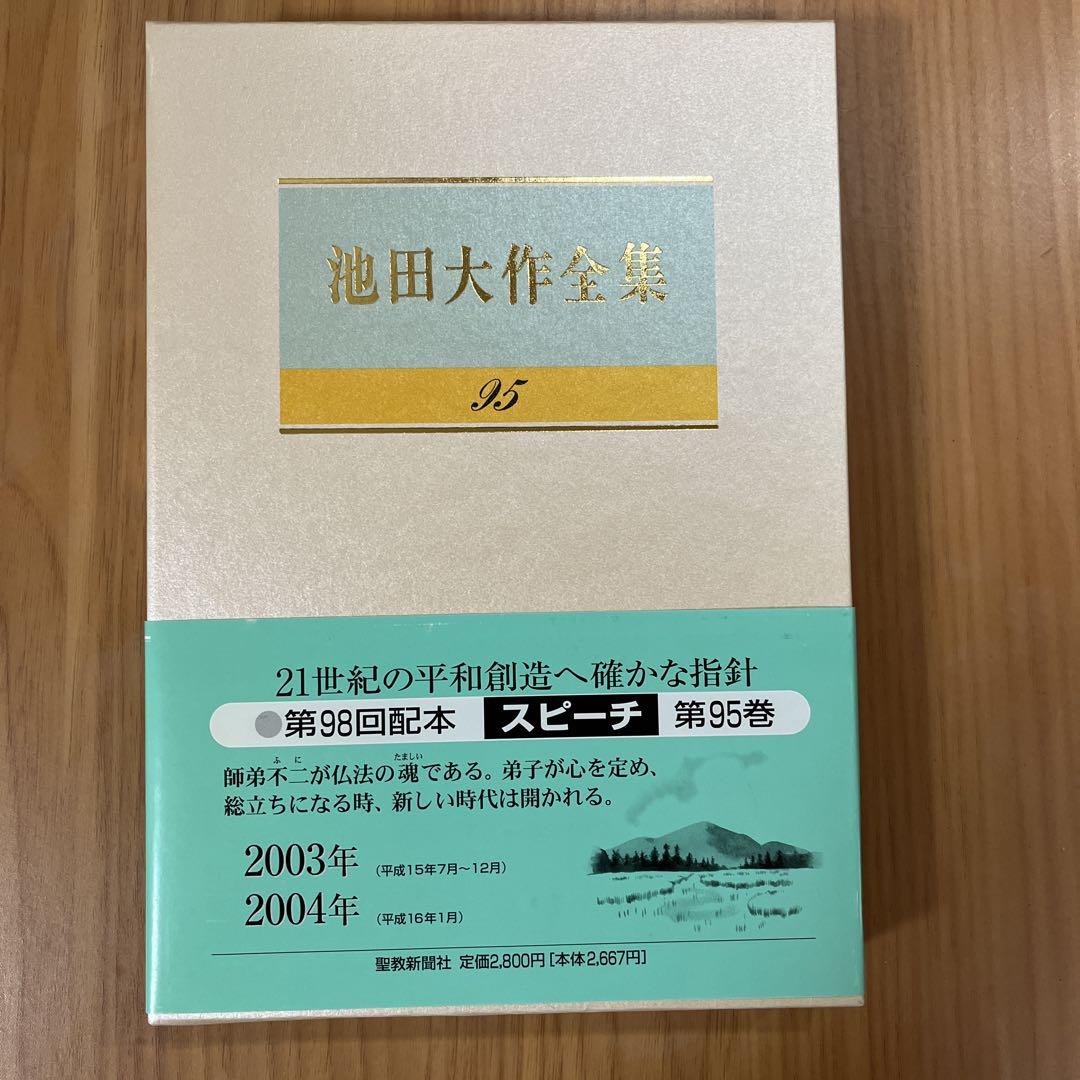 池田大作全集
95
21世紀の平和創造へ確かな指針
●第98回配本 スピーチ 第95巻
ふに たましい
師弟不二が仏法の魂である。弟子が心を定め、
総立ちになる時、新しい時代は開かれる。
2003年 (平成15年7月〜12月)
2004年 (平成16年1月)
聖教新聞社 定価2,800円[本体2,667円]